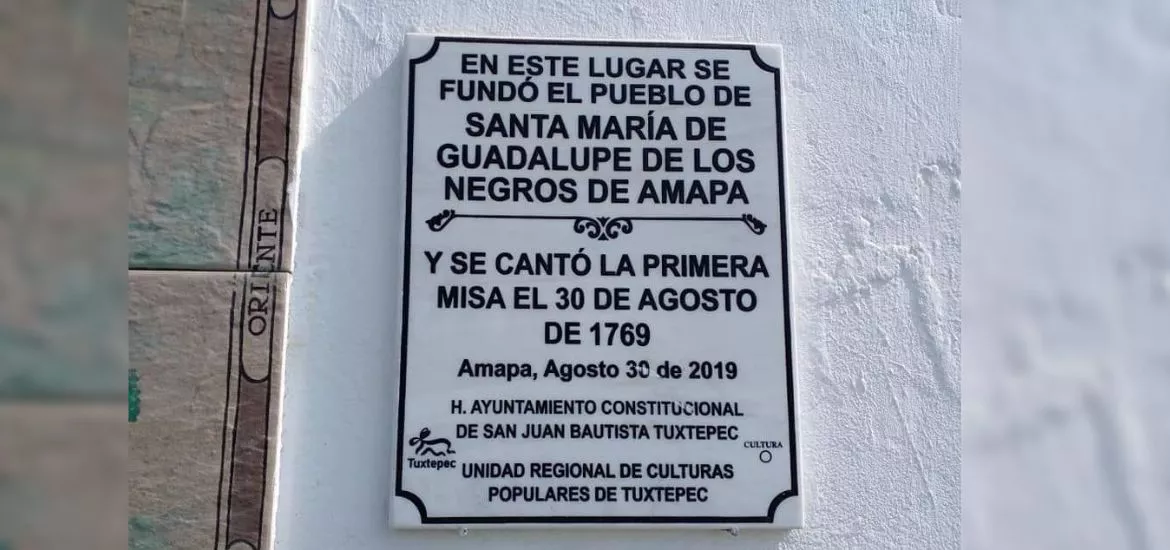 EN ESTE LUGAR SE
FUNDÓ EL PUEBLO DE
SANTA MARÍA DE
GUADALUPE DE LOS
NEGROS DE AMAPA
Y SE CANTÓ LA PRIMERA
MISA EL 30 DE AGOSTO
DE 1769
Amapa, Agosto 30 de 2019
H. AYUNTAMIENTO CONSTITUCIONAL
DE SAN JUAN BAUTISTA TUXTEPEC
Tuxtepec
CULTURA
UNIDAD REGIONAL DE CULTURAS
POPULARES DE TUXTEPEC
ORIENTE